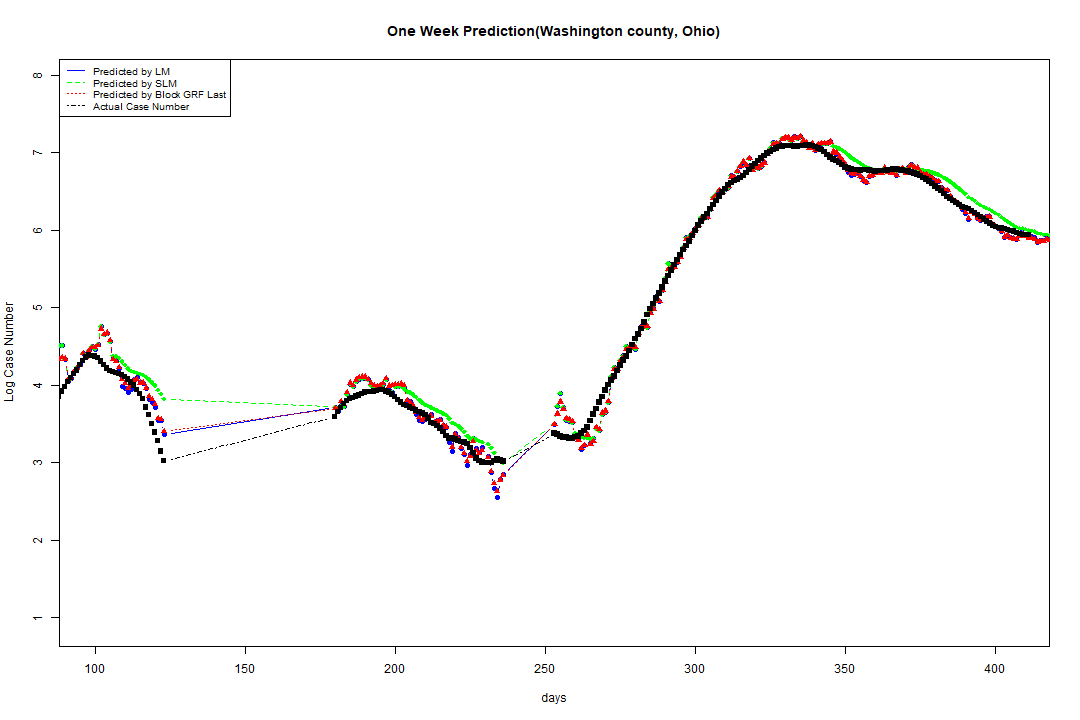 One Week Prediction(Washington county, Ohio)
Predicted by LM
Predicted by SLM
Predicted by Block GRF Last
Actual Case Number
Log Case Number
8
7
6
5
4
3
2
1
100 150 200 250 300 350 400
days